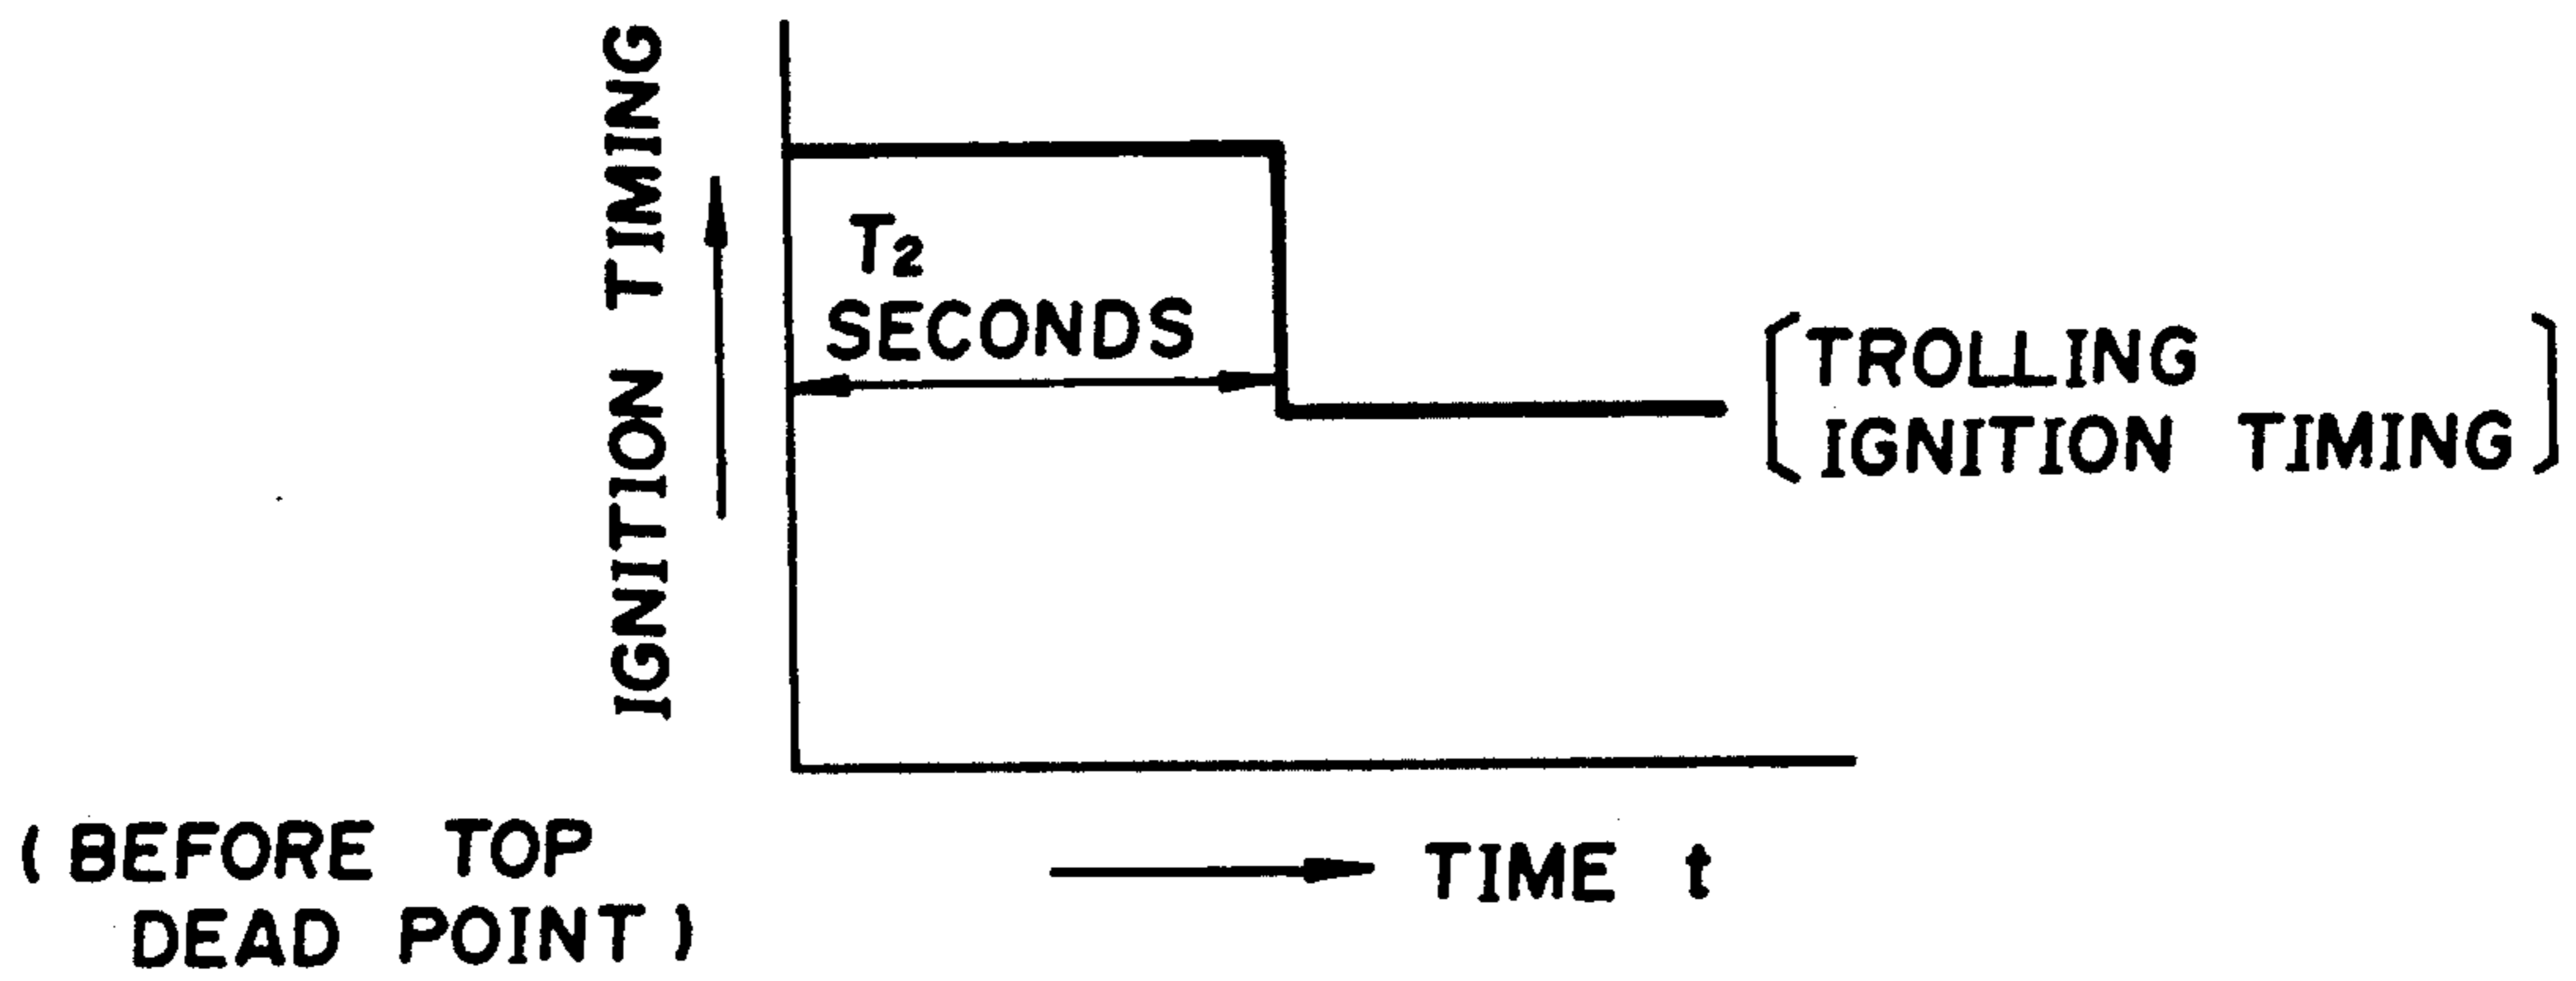 IGNITION TIMING
T2
SECONDS
TROLLING
IGNITION TIMING
(BEFORE TOP
DEAD POINT)
TIME t